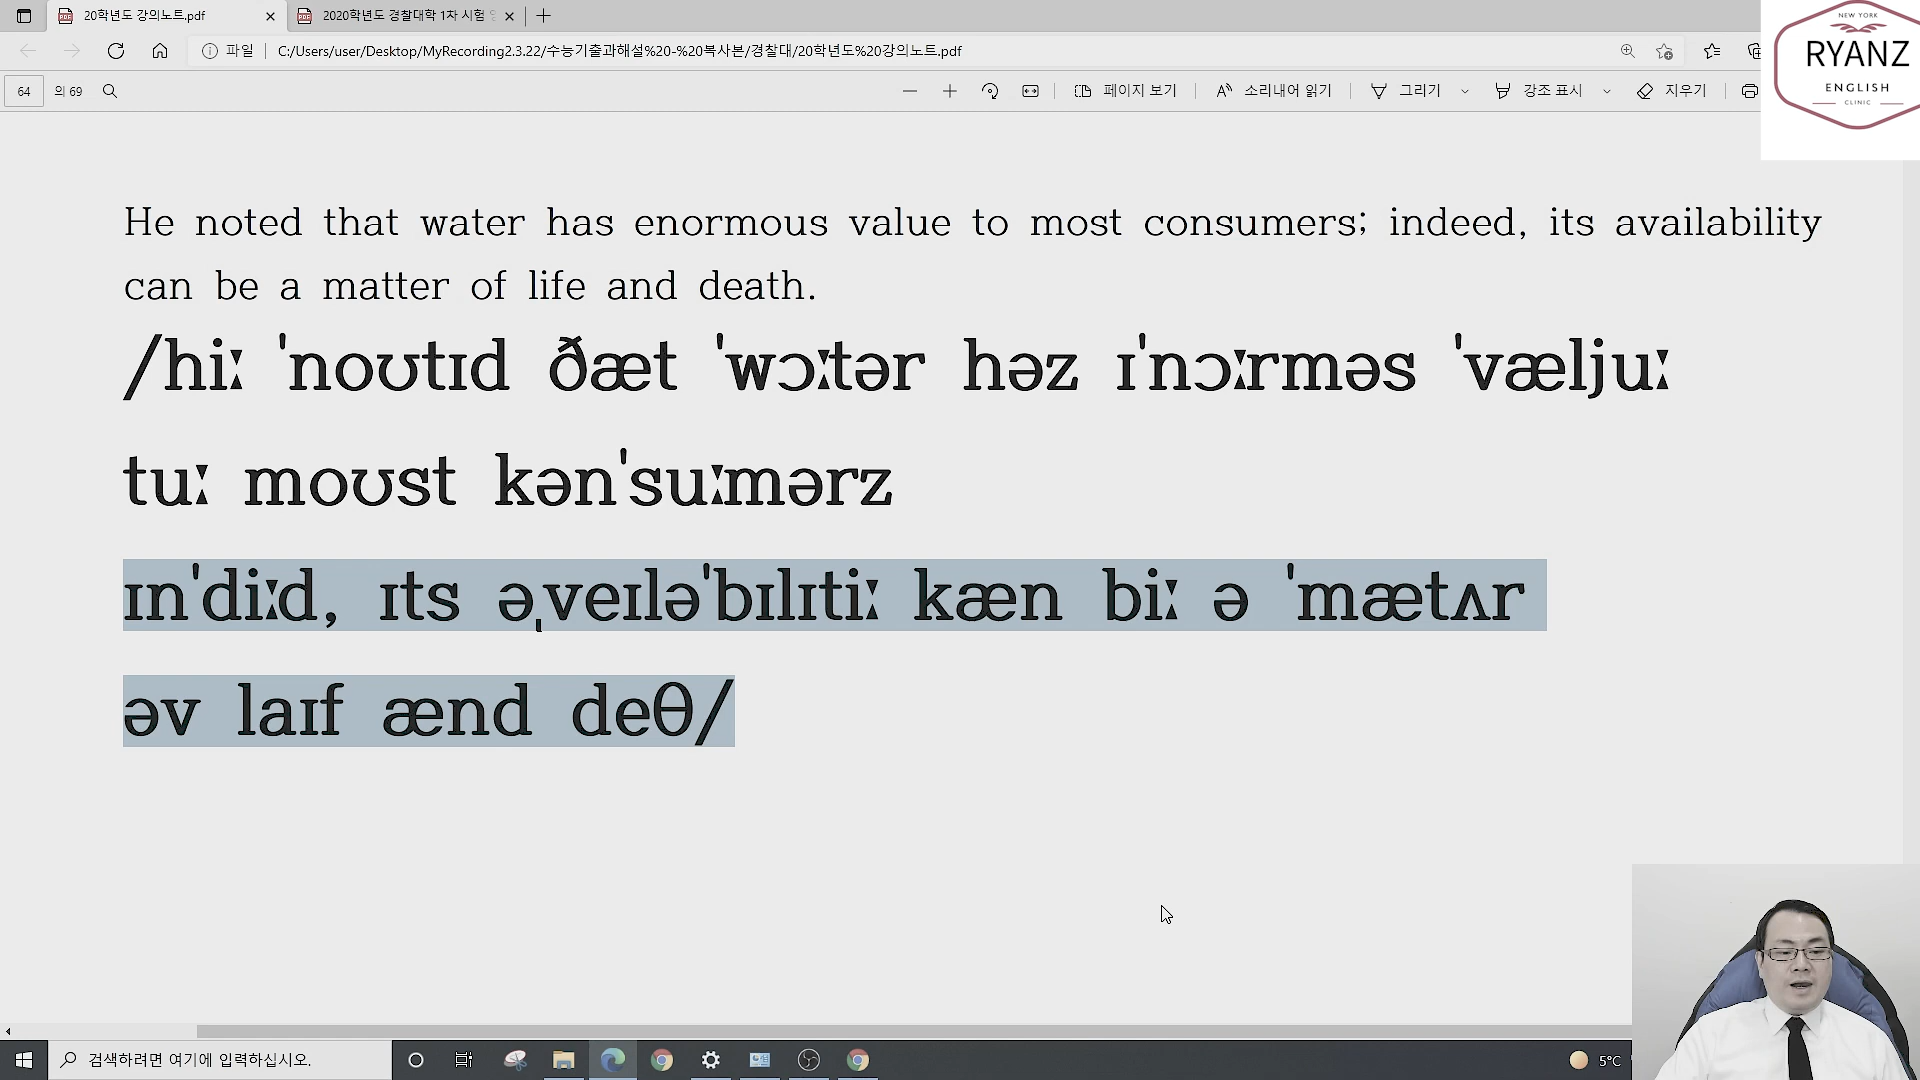 20학년도 강의노트.pdf
2020학년도 경찰대학 1차 시험
파일
C:/Users/user/Desktop/MyRecording2.3.22/수능기출과해설%20-%20복사본/경찰대/20학년도%20강의노트.pdf
64
의 69
페이지 보기
소리내어 읽기
그리기
강조 표시
지우기
NEW YORK
RYANZ
ENGLISH
CLINIC
He noted that water has enormous value to most consumers; indeed, its availability
can be a matter of life and death.
/hiː ˈnoʊtɪd ðæt ˈwɔːtər həz ɪˈnɔːrməs ˈvæljuː
tuː moʊst kənˈsuːmərz
ɪnˈdiːd, ɪts əˌveɪləˈbɪlɪtiː kæn biː ə ˈmætʌr
əv laɪf ænd deθ/
검색하려면 여기에 입력하십시오.
5°C